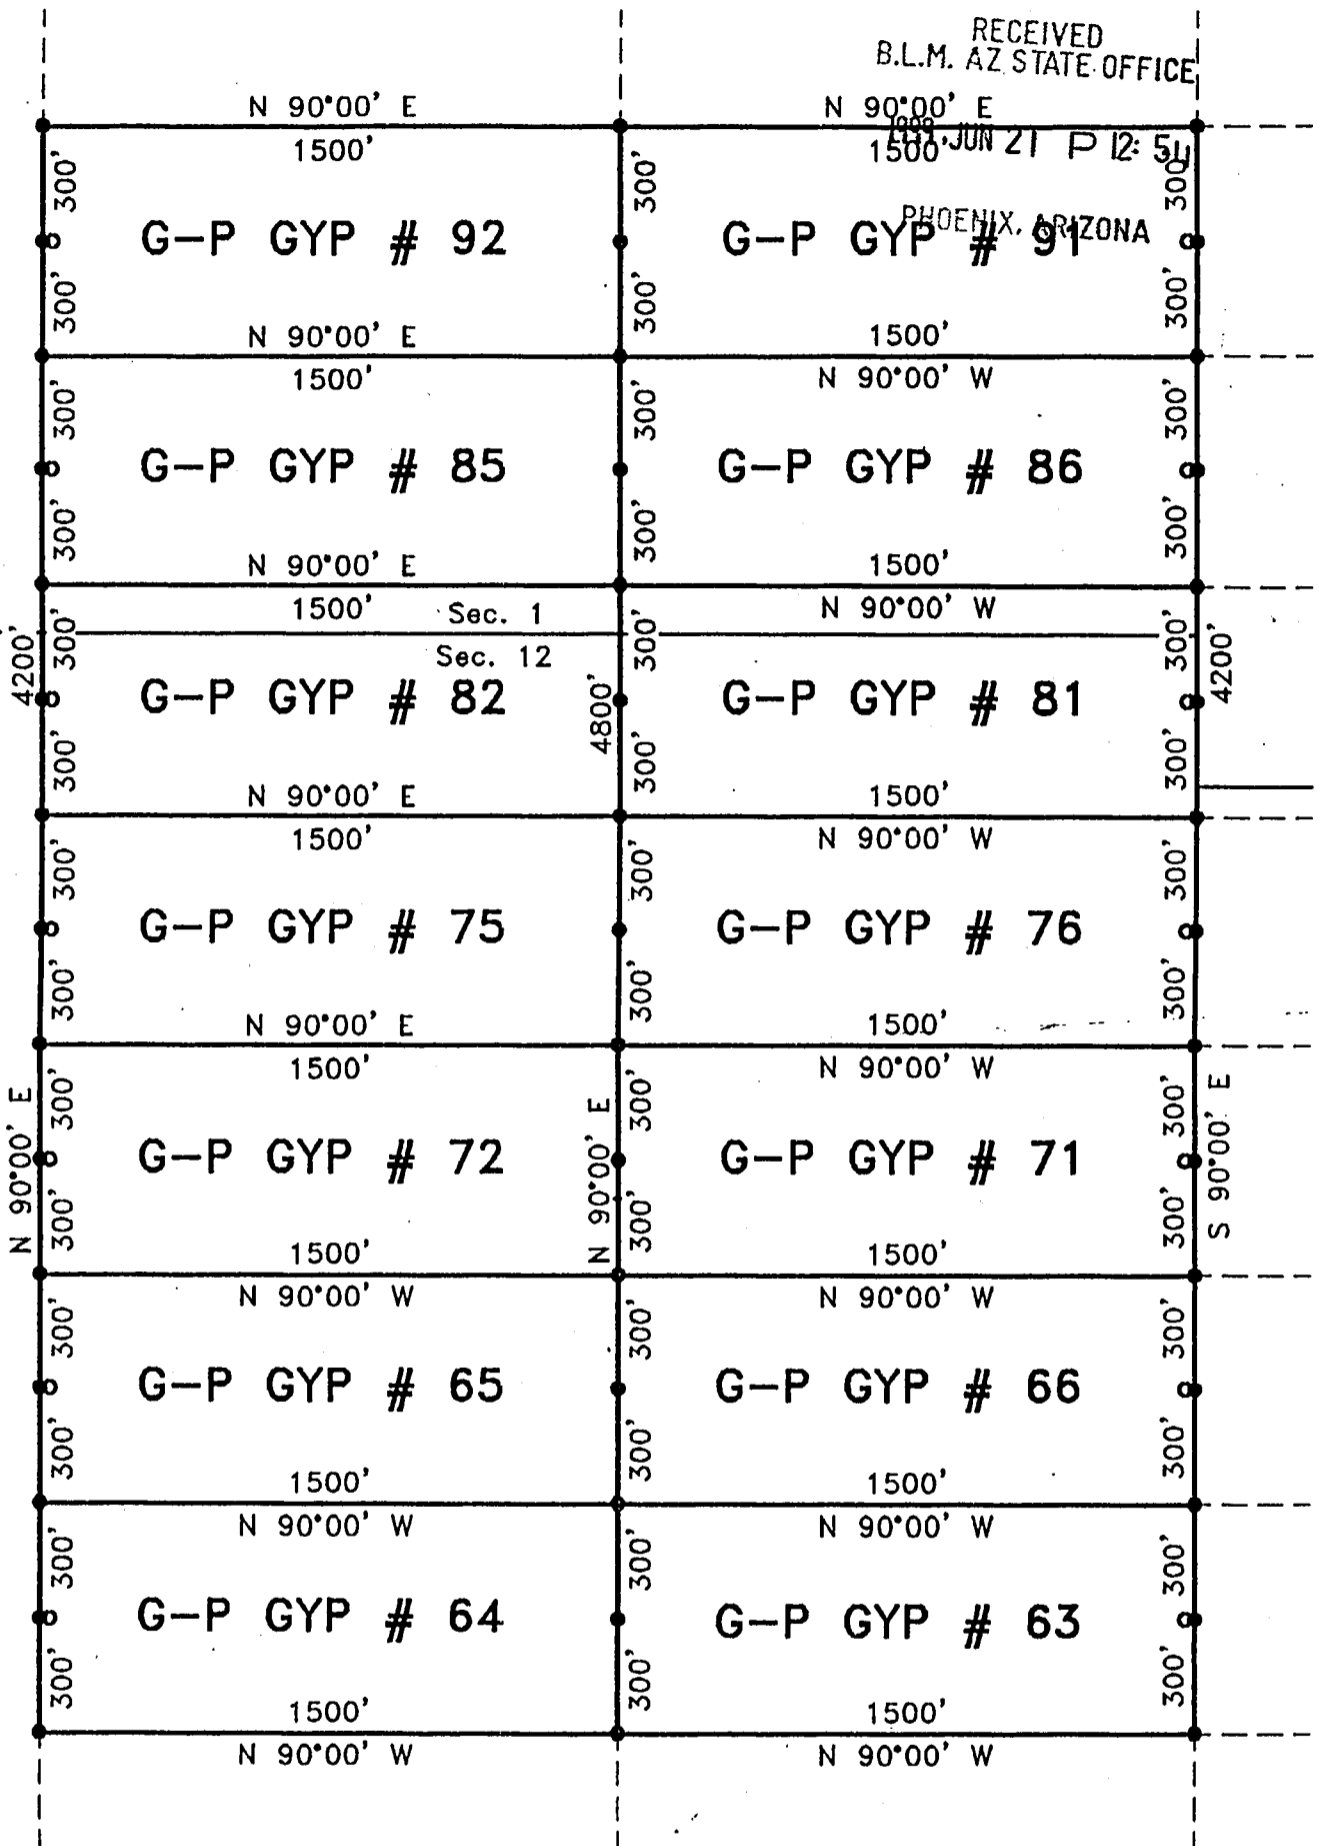 RECEIVED
B.L.M. AZ STATE OFFICE
N 90°00' E N 90°00' E
1500' 1500' JUN 21 P 12: 54
300' 300' 300'
PHOENIX, ARIZONA
G-P GYP # 92 G-P GYP # 91
300' 300' 300'
N 90°00' E 1500'
1500' N 90°00' W
300' 300' 300'
G-P GYP # 85 G-P GYP # 86
300' 300' 300'
N 90°00' E 1500'
1500' Sec. 1 N 90°00' W
300' 300' 300'
Sec. 12
4200' 4200'
G-P GYP # 82 4800' G-P GYP # 81
300' 300' 300'
N 90°00' E 1500'
1500' N 90°00' W
300' 300' 300'
G-P GYP # 75 G-P GYP # 76
300' 300' 300'
N 90°00' E 1500'
1500' N 90°00' W
300' 300' 300'
N 90°00' E N 90°00' E S 90°00' E
G-P GYP # 72 G-P GYP # 71
300' 300' 300'
1500' 1500'
N 90°00' W N 90°00' W
300' 300' 300'
G-P GYP # 65 G-P GYP # 66
300' 300' 300'
1500' 1500'
N 90°00' W N 90°00' W
300' 300' 300'
G-P GYP # 64 G-P GYP # 63
300' 300' 300'
1500' 1500'
N 90°00' W N 90°00' W